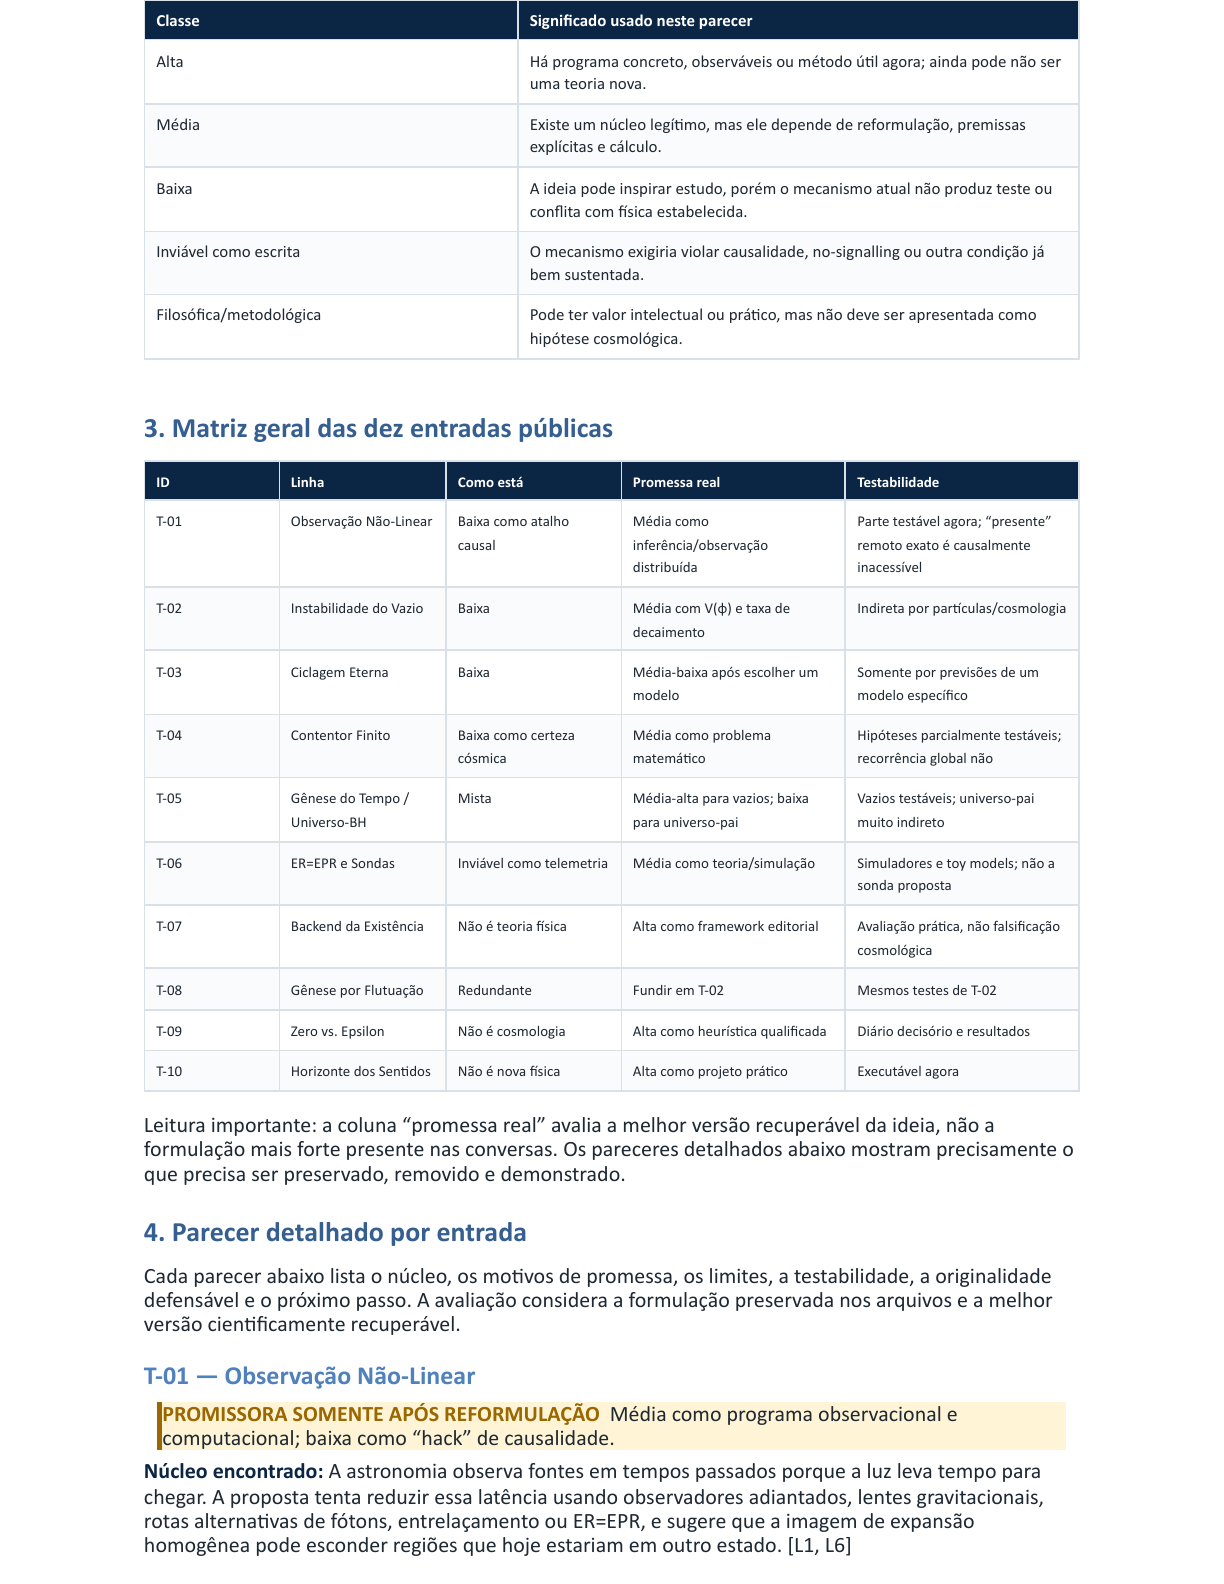 Classe Significado usado neste parecer
Alta Há programa concreto, observáveis ou método útil agora; ainda pode não ser
uma teoria nova.
Média Existe um núcleo legítimo, mas ele depende de reformulação, premissas
explícitas e cálculo.
Baixa A ideia pode inspirar estudo, porém o mecanismo atual não produz teste ou
conflita com física estabelecida.
Inviável como escrita O mecanismo exigiria violar causalidade, no-signalling ou outra condição já
bem sustentada.
Filosófica/metodológica Pode ter valor intelectual ou prático, mas não deve ser apresentada como
hipótese cosmológica.
3. Matriz geral das dez entradas públicas
ID Linha Como está Promessa real Testabilidade
T-01 Observação Não-Linear Baixa como atalho Média como Parte testável agora; “presente”
causal inferência/observação remoto exato é causalmente
distribuída inacessível
T-02 Instabilidade do Vazio Baixa Média com V(ϕ) e taxa de Indireta por partículas/cosmologia
decaimento
T-03 Ciclagem Eterna Baixa Média-baixa após escolher um Somente por previsões de um
modelo modelo específico
T-04 Contentor Finito Baixa como certeza Média como problema Hipóteses parcialmente testáveis;
cósmica matemático recorrência global não
T-05 Gênese do Tempo / Mista Média-alta para vazios; baixa Vazios testáveis; universo-pai
Universo-BH para universo-pai muito indireto
T-06 ER=EPR e Sondas Inviável como telemetria Média como teoria/simulação Simuladores e toy models; não a
sonda proposta
T-07 Backend da Existência Não é teoria física Alta como framework editorial Avaliação prática, não falsificação
cosmológica
T-08 Gênese por Flutuação Redundante Fundir em T-02 Mesmos testes de T-02
T-09 Zero vs. Epsilon Não é cosmologia Alta como heurística qualificada Diário decisório e resultados
T-10 Horizonte dos Sentidos Não é nova física Alta como projeto prático Executável agora
Leitura importante: a coluna “promessa real” avalia a melhor versão recuperável da ideia, não a
formulação mais forte presente nas conversas. Os pareceres detalhados abaixo mostram precisamente o
que precisa ser preservado, removido e demonstrado.
4. Parecer detalhado por entrada
Cada parecer abaixo lista o núcleo, os motivos de promessa, os limites, a testabilidade, a originalidade
defensável e o próximo passo. A avaliação considera a formulação preservada nos arquivos e a melhor
versão cientificamente recuperável.
T-01 — Observação Não-Linear
PROMISSORA SOMENTE APÓS REFORMULAÇÃO Média como programa observacional e
computacional; baixa como “hack” de causalidade.
Núcleo encontrado: A astronomia observa fontes em tempos passados porque a luz leva tempo para
chegar. A proposta tenta reduzir essa latência usando observadores adiantados, lentes gravitacionais,
rotas alternativas de fótons, entrelaçamento ou ER=EPR, e sugere que a imagem de expansão
homogênea pode esconder regiões que hoje estariam em outro estado. [L1, L6]